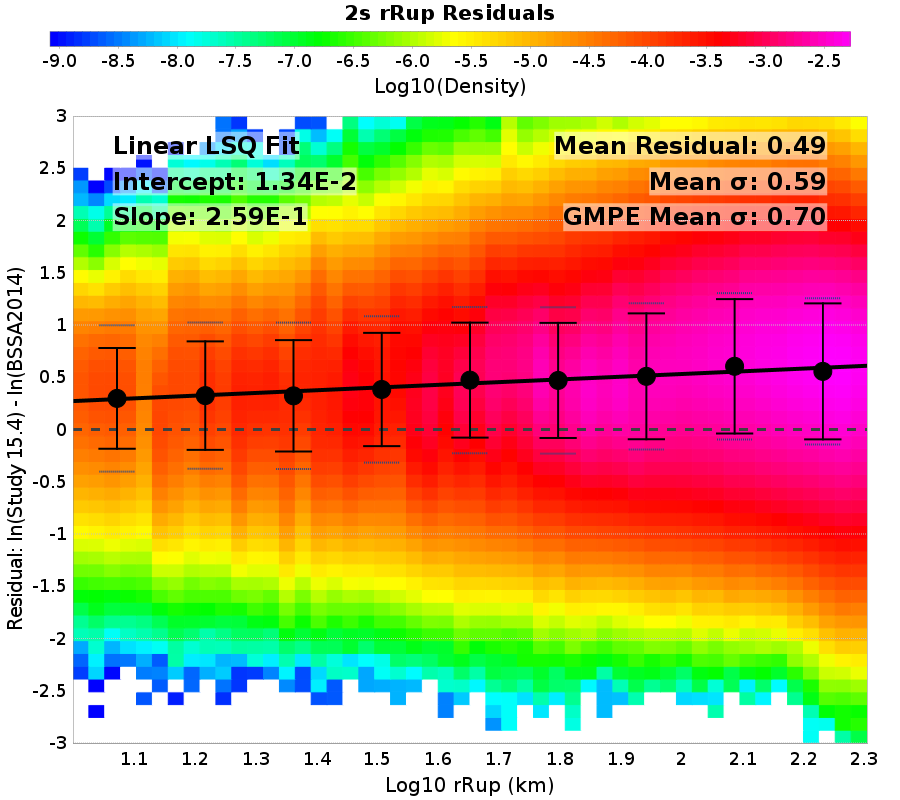 2s rRup Residuals
-9.0 -8.5 -8.0 -7.5 -7.0 -6.5 -6.0 -5.5 -5.0 -4.5 -4.0 -3.5 -3.0 -2.5
Log10(Density)
Linear LSQ Fit
Intercept: 1.34E-2
Slope: 2.59E-1
Mean Residual: 0.49
Mean σ: 0.59
GMPE Mean σ: 0.70
Residual: ln(Study 15.4) - ln(BSSA2014)
3
2.5
2
1.5
1
0.5
0
-0.5
-1
-1.5
-2
-2.5
-3
1.1 1.2 1.3 1.4 1.5 1.6 1.7 1.8 1.9 2 2.1 2.2 2.3
Log10 rRup (km)